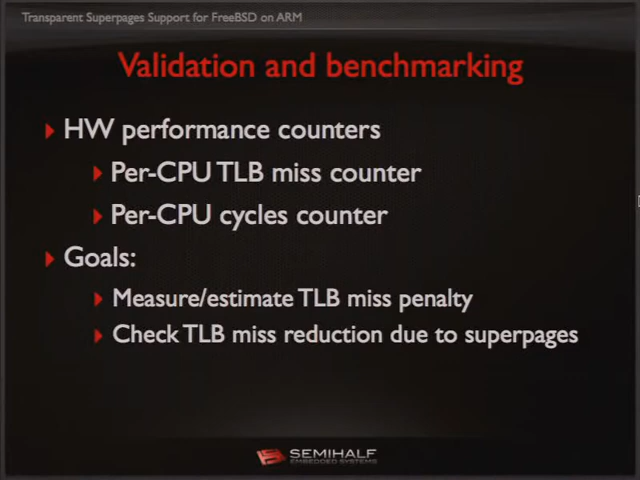 Transparent Superpages Support for FreeBSD on ARM
Validation and benchmarking
HW performance counters
Per-CPU TLB miss counter
Per-CPU cycles counter
Goals:
Measure/estimate TLB miss penalty
Check TLB miss reduction due to superpages
SEMIHALF
EMBEDDED SYSTEMS